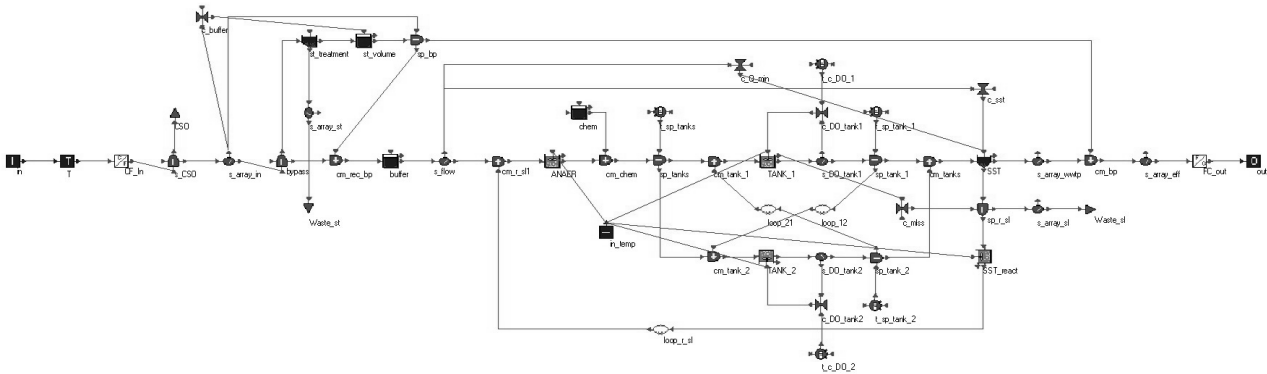 c_buffer
st_treatment
st_volume
sp_bp
c_Q_min
t_c_DO_1
c_sst
CSO
s_array_st
chem
t_sp_tanks
c_DO_tank1
t_sp_tank_1
in
T
CF_In
s_CSO
s_array_in
bypass
cm_rec_bp
buffer
s_flow
cm_r_sl1
ANAER
cm_chem
sp_tanks
cm_tank_1
TANK_1
s_DO_tank1
sp_tank_1
cm_tanks
SST
s_array_wwtp
cm_bp
s_array_eff
FC_out
out
Waste_st
loop_21
loop_12
c_mlss
sp_r_sl
s_array_sl
Waste_sl
in_temp
cm_tank_2
TANK_2
s_DO_tank2
sp_tank_2
SST_react
c_DO_tank2
t_sp_tank_2
loop_r_sl
t_c_DO_2